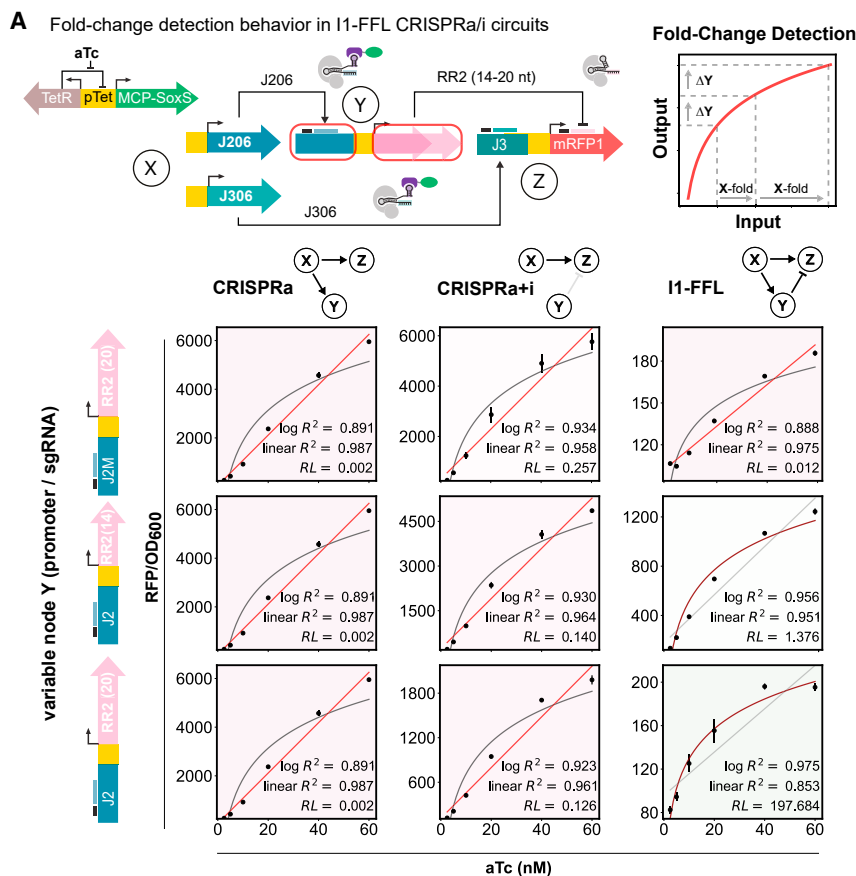 A Fold-change detection behavior in I1-FFL CRISPRa/i circuits
aTc
TetR pTet MCP-SoxS
J206
Y
RR2 (14-20 nt)
X
J206
J306
J306
J3 mRFP1
Z
Fold-Change Detection
Output
ΔY
ΔY
X-fold X-fold
Input
CRISPRa
X Z
Y
CRISPRa+i
X Z
Y
I1-FFL
X Z
Y
variable node Y (promoter / sgRNA)
RFP/OD600
RR2 (20)
J2M
6000
4000
2000
log R² = 0.891
linear R² = 0.987
RL = 0.002
6000
4000
2000
log R² = 0.934
linear R² = 0.958
RL = 0.257
180
160
140
120
100
log R² = 0.888
linear R² = 0.975
RL = 0.012
RR2(14)
J2
6000
4000
2000
log R² = 0.891
linear R² = 0.987
RL = 0.002
4500
3000
1500
log R² = 0.930
linear R² = 0.964
RL = 0.140
1200
800
400
log R² = 0.956
linear R² = 0.951
RL = 1.376
RR2 (20)
J2
6000
4000
2000
log R² = 0.891
linear R² = 0.987
RL = 0.002
1800
1200
600
log R² = 0.923
linear R² = 0.961
RL = 0.126
200
160
120
80
log R² = 0.975
linear R² = 0.853
RL = 197.684
0 20 40 60
0 20 40 60
0 20 40 60
aTc (nM)